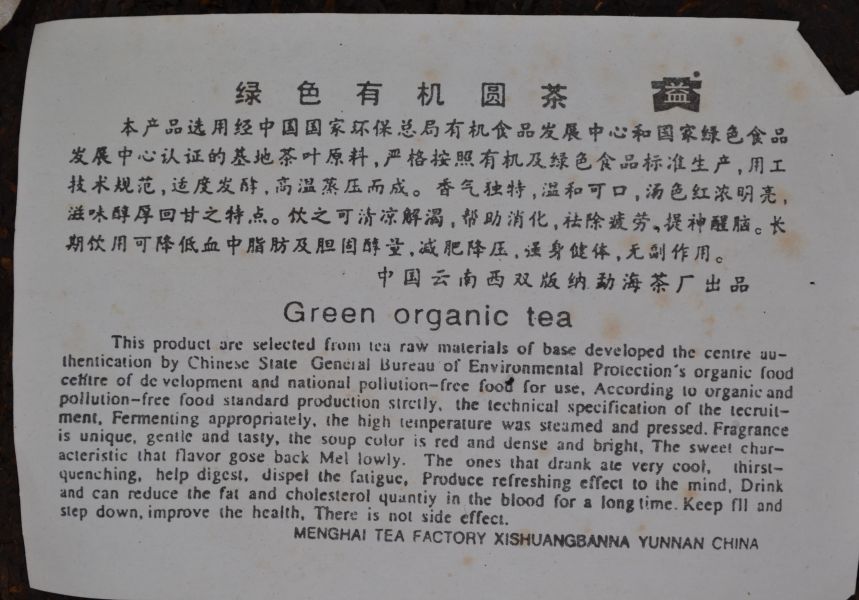 绿色有机圆茶 益
本产品选用经中国国家环保总局有机食品发展中心和国家绿色食品
发展中心认证的基地茶叶原料,严格按照有机及绿色食品标准生产,用工
技术规范,适度发酵,高温蒸压而成。香气独特,温和可口,汤色红浓明亮,
滋味醇厚回甘之特点。饮之可清凉解渴,帮助消化,祛除疲劳、提神醒脑。长
期饮用可降低血中脂肪及胆固醇量,减肥降压,强身健体,无副作用。
中国云南西双版纳勐海茶厂出品
Green organic tea
This product are selected from tea raw materials of base developed the centre au-
thentication by Chinese State General Bureau of Environmental Protection's organic food
centre of development and national pollution-free food for use, According to organic and
pollution-free food standard production strctly, the technical specification of the tecruit-
ment, Fermenting appropriately, the high temperature was steamed and pressed. Fragrance
is unique, gentle and tasty, the soup color is red and dense and bright, The sweet char-
acteristic that flavor gose back Mel lowly. The ones that drank ate very cool, thirst-
quenching, help digest, dispel the fatigue, Produce refreshing effect to the mind, Drink
and can reduce the fat and cholesterol quantiy in the blood for a long time. Keep fll and
step down, improve the health, There is not side effect.
MENGHAI TEA FACTORY XISHUANGBANNA YUNNAN CHINA